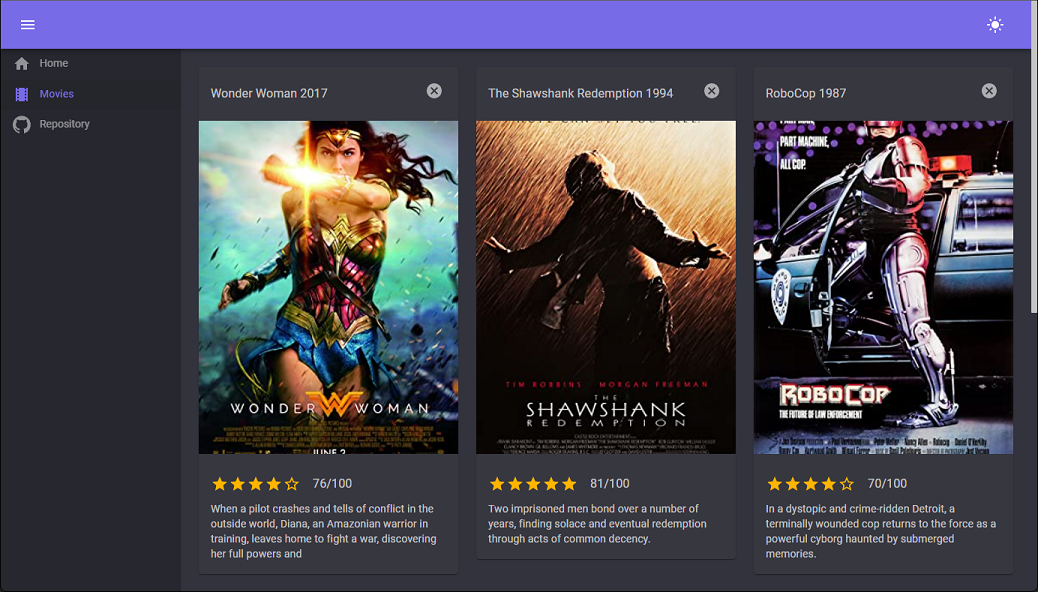 Home
Movies
Repository
Wonder Woman 2017
WONDER WOMAN
JUNE 2
76/100
When a pilot crashes and tells of conflict in the
outside world, Diana, an Amazonian warrior in
training, leaves home to fight a war, discovering
her full powers and
The Shawshank Redemption 1994
TIM ROBBINS MORGAN FREEMAN
THE
SHAWSHANK
REDEMPTION
81/100
Two imprisoned men bond over a number of
years, finding solace and eventual redemption
through acts of common decency.
RoboCop 1987
PART MAN,
PART MACHINE,
ALL COP.
ROBOCOP
THE FUTURE OF LAW ENFORCEMENT
70/100
In a dystopic and crime-ridden Detroit, a
terminally wounded cop returns to the force as a
powerful cyborg haunted by submerged
memories.